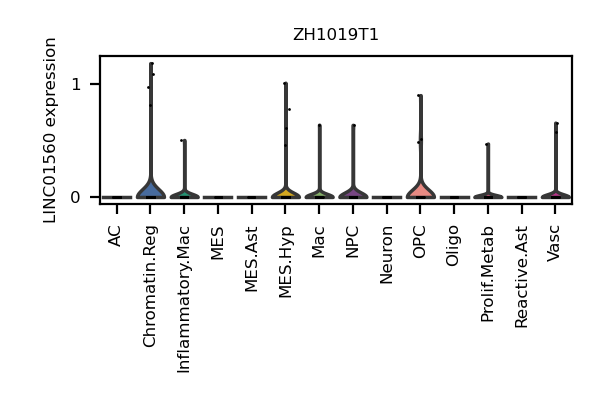 ZH1019T1
LINC01560 expression
1
0
AC
Chromatin.Reg
Inflammatory.Mac
MES
MES.Ast
MES.Hyp
Mac
NPC
Neuron
OPC
Oligo
Prolif.Metab
Reactive.Ast
Vasc